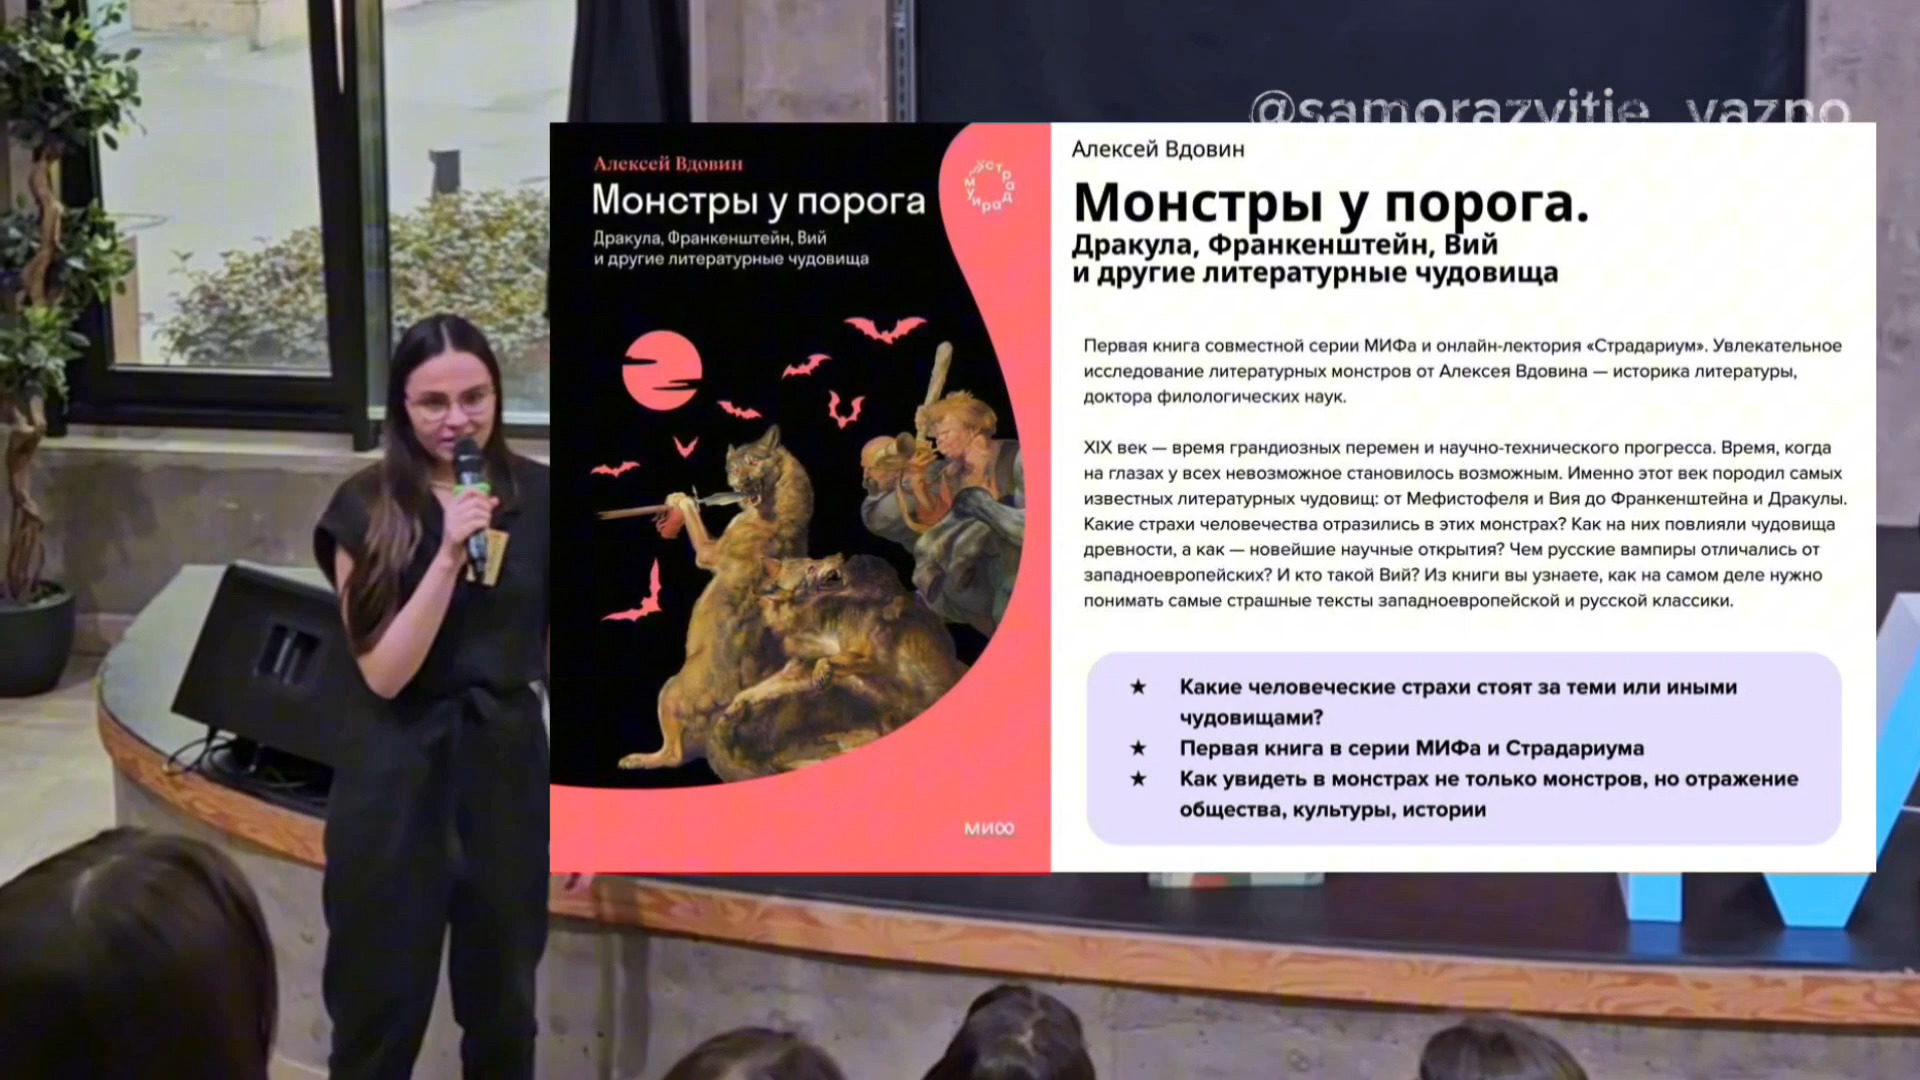 @samorazvitie_vazno
Алексей Вдовин
Монстры у порога
Дракула, Франкенштейн, Вий
и другие литературные чудовища
страдариум
МИФ
Алексей Вдовин
Монстры у порога.
Дракула, Франкенштейн, Вий
и другие литературные чудовища
Первая книга совместной серии МИФа и онлайн-лектория «Страдариум». Увлекательное
исследование литературных монстров от Алексея Вдовина — историка литературы,
доктора филологических наук.
XIX век — время грандиозных перемен и научно-технического прогресса. Время, когда
на глазах у всех невозможное становилось возможным. Именно этот век породил самых
известных литературных чудовищ: от Мефистофеля и Вия до Франкенштейна и Дракулы.
Какие страхи человечества отразились в этих монстрах? Как на них повлияли чудовища
древности, а как — новейшие научные открытия? Чем русские вампиры отличались от
западноевропейских? И кто такой Вий? Из книги вы узнаете, как на самом деле нужно
понимать самые страшные тексты западноевропейской и русской классики.
★ Какие человеческие страхи стоят за теми или иными
чудовищами?
★ Первая книга в серии МИФа и Страдариума
★ Как увидеть в монстрах не только монстров, но отражение
общества, культуры, истории